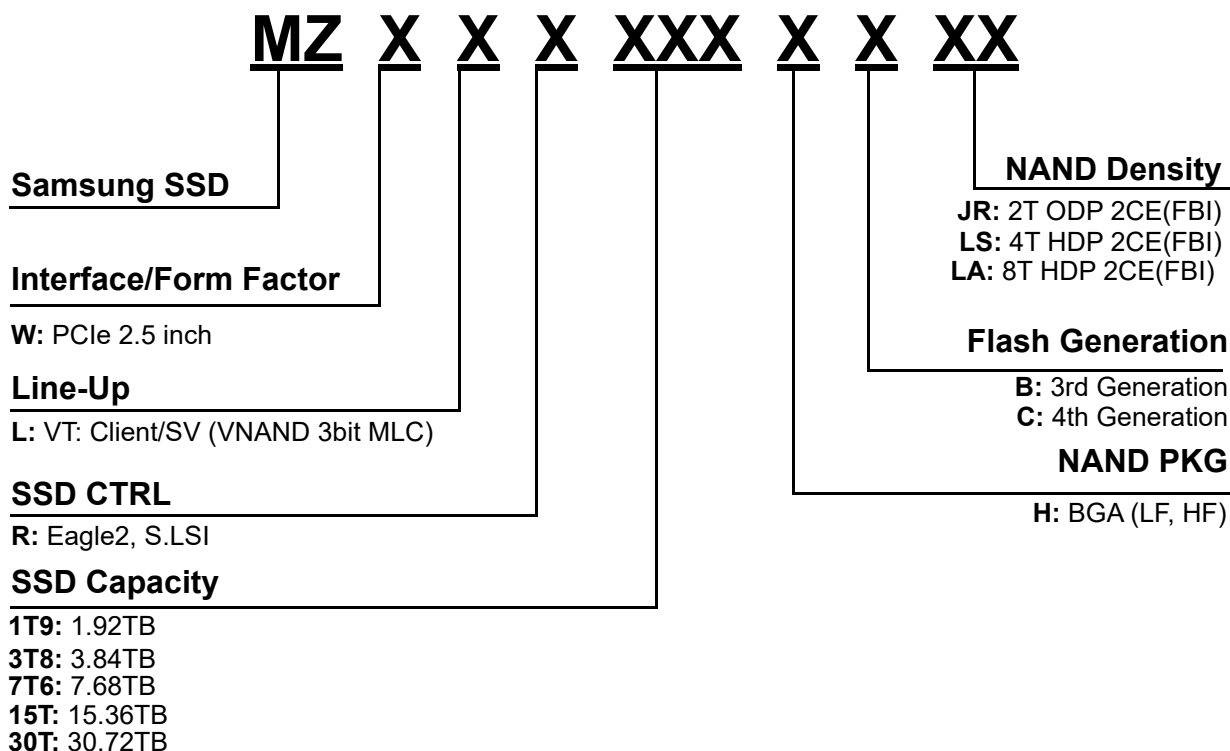 MZ X X X XXX X X XX
Samsung SSD
Interface/Form Factor
W: PCIe 2.5 inch
Line-Up
L: VT: Client/SV (VNAND 3bit MLC)
SSD CTRL
R: Eagle2, S.LSI
SSD Capacity
1T9: 1.92TB
3T8: 3.84TB
7T6: 7.68TB
15T: 15.36TB
30T: 30.72TB
NAND Density
JR: 2T ODP 2CE(FBI)
LS: 4T HDP 2CE(FBI)
LA: 8T HDP 2CE(FBI)
Flash Generation
B: 3rd Generation
C: 4th Generation
NAND PKG
H: BGA (LF, HF)